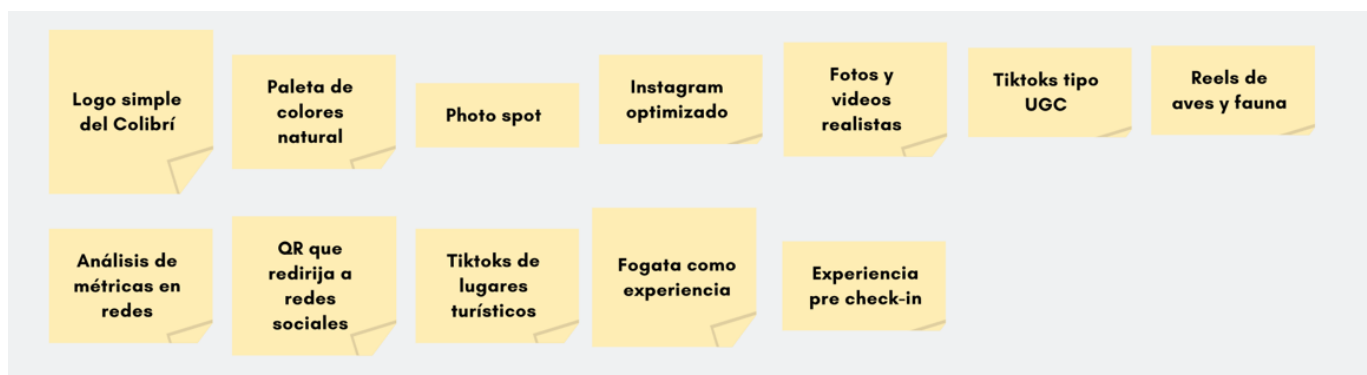 Logo simple
del Colibrí
Paleta de
colores
natural
Photo spot
Instagram
optimizado
Fotos y
videos
realistas
Tiktoks tipo
UGC
Reels de
aves y fauna
Análisis de
métricas en
redes
QR que
redirija a
redes
sociales
Tiktoks de
lugares
turísticos
Fogata como
experiencia
Experiencia
pre check-in